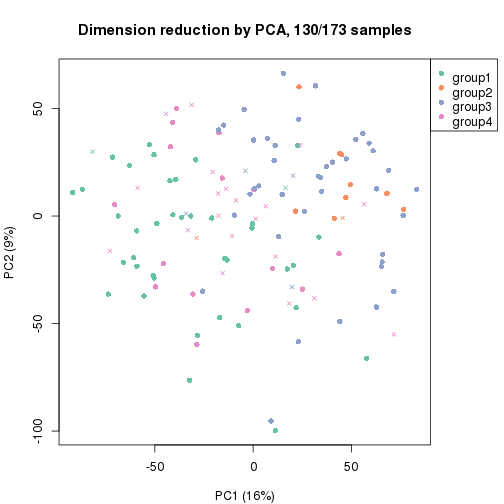 Dimension reduction by PCA, 130/173 samples
group1
group2
group3
group4
50
0
-50
-100
PC2 (9%)
-50
0
50
PC1 (16%)